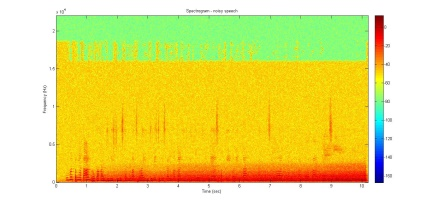 Spectrogram - noisy speech
x 10⁴
2
1.5
1
0.5
0
0 1 2 3 4 5 6 7 8 9 10
Time (sec)
Frequency (Hz)
-20
-40
-60
-80
-100
-120
-140
-160